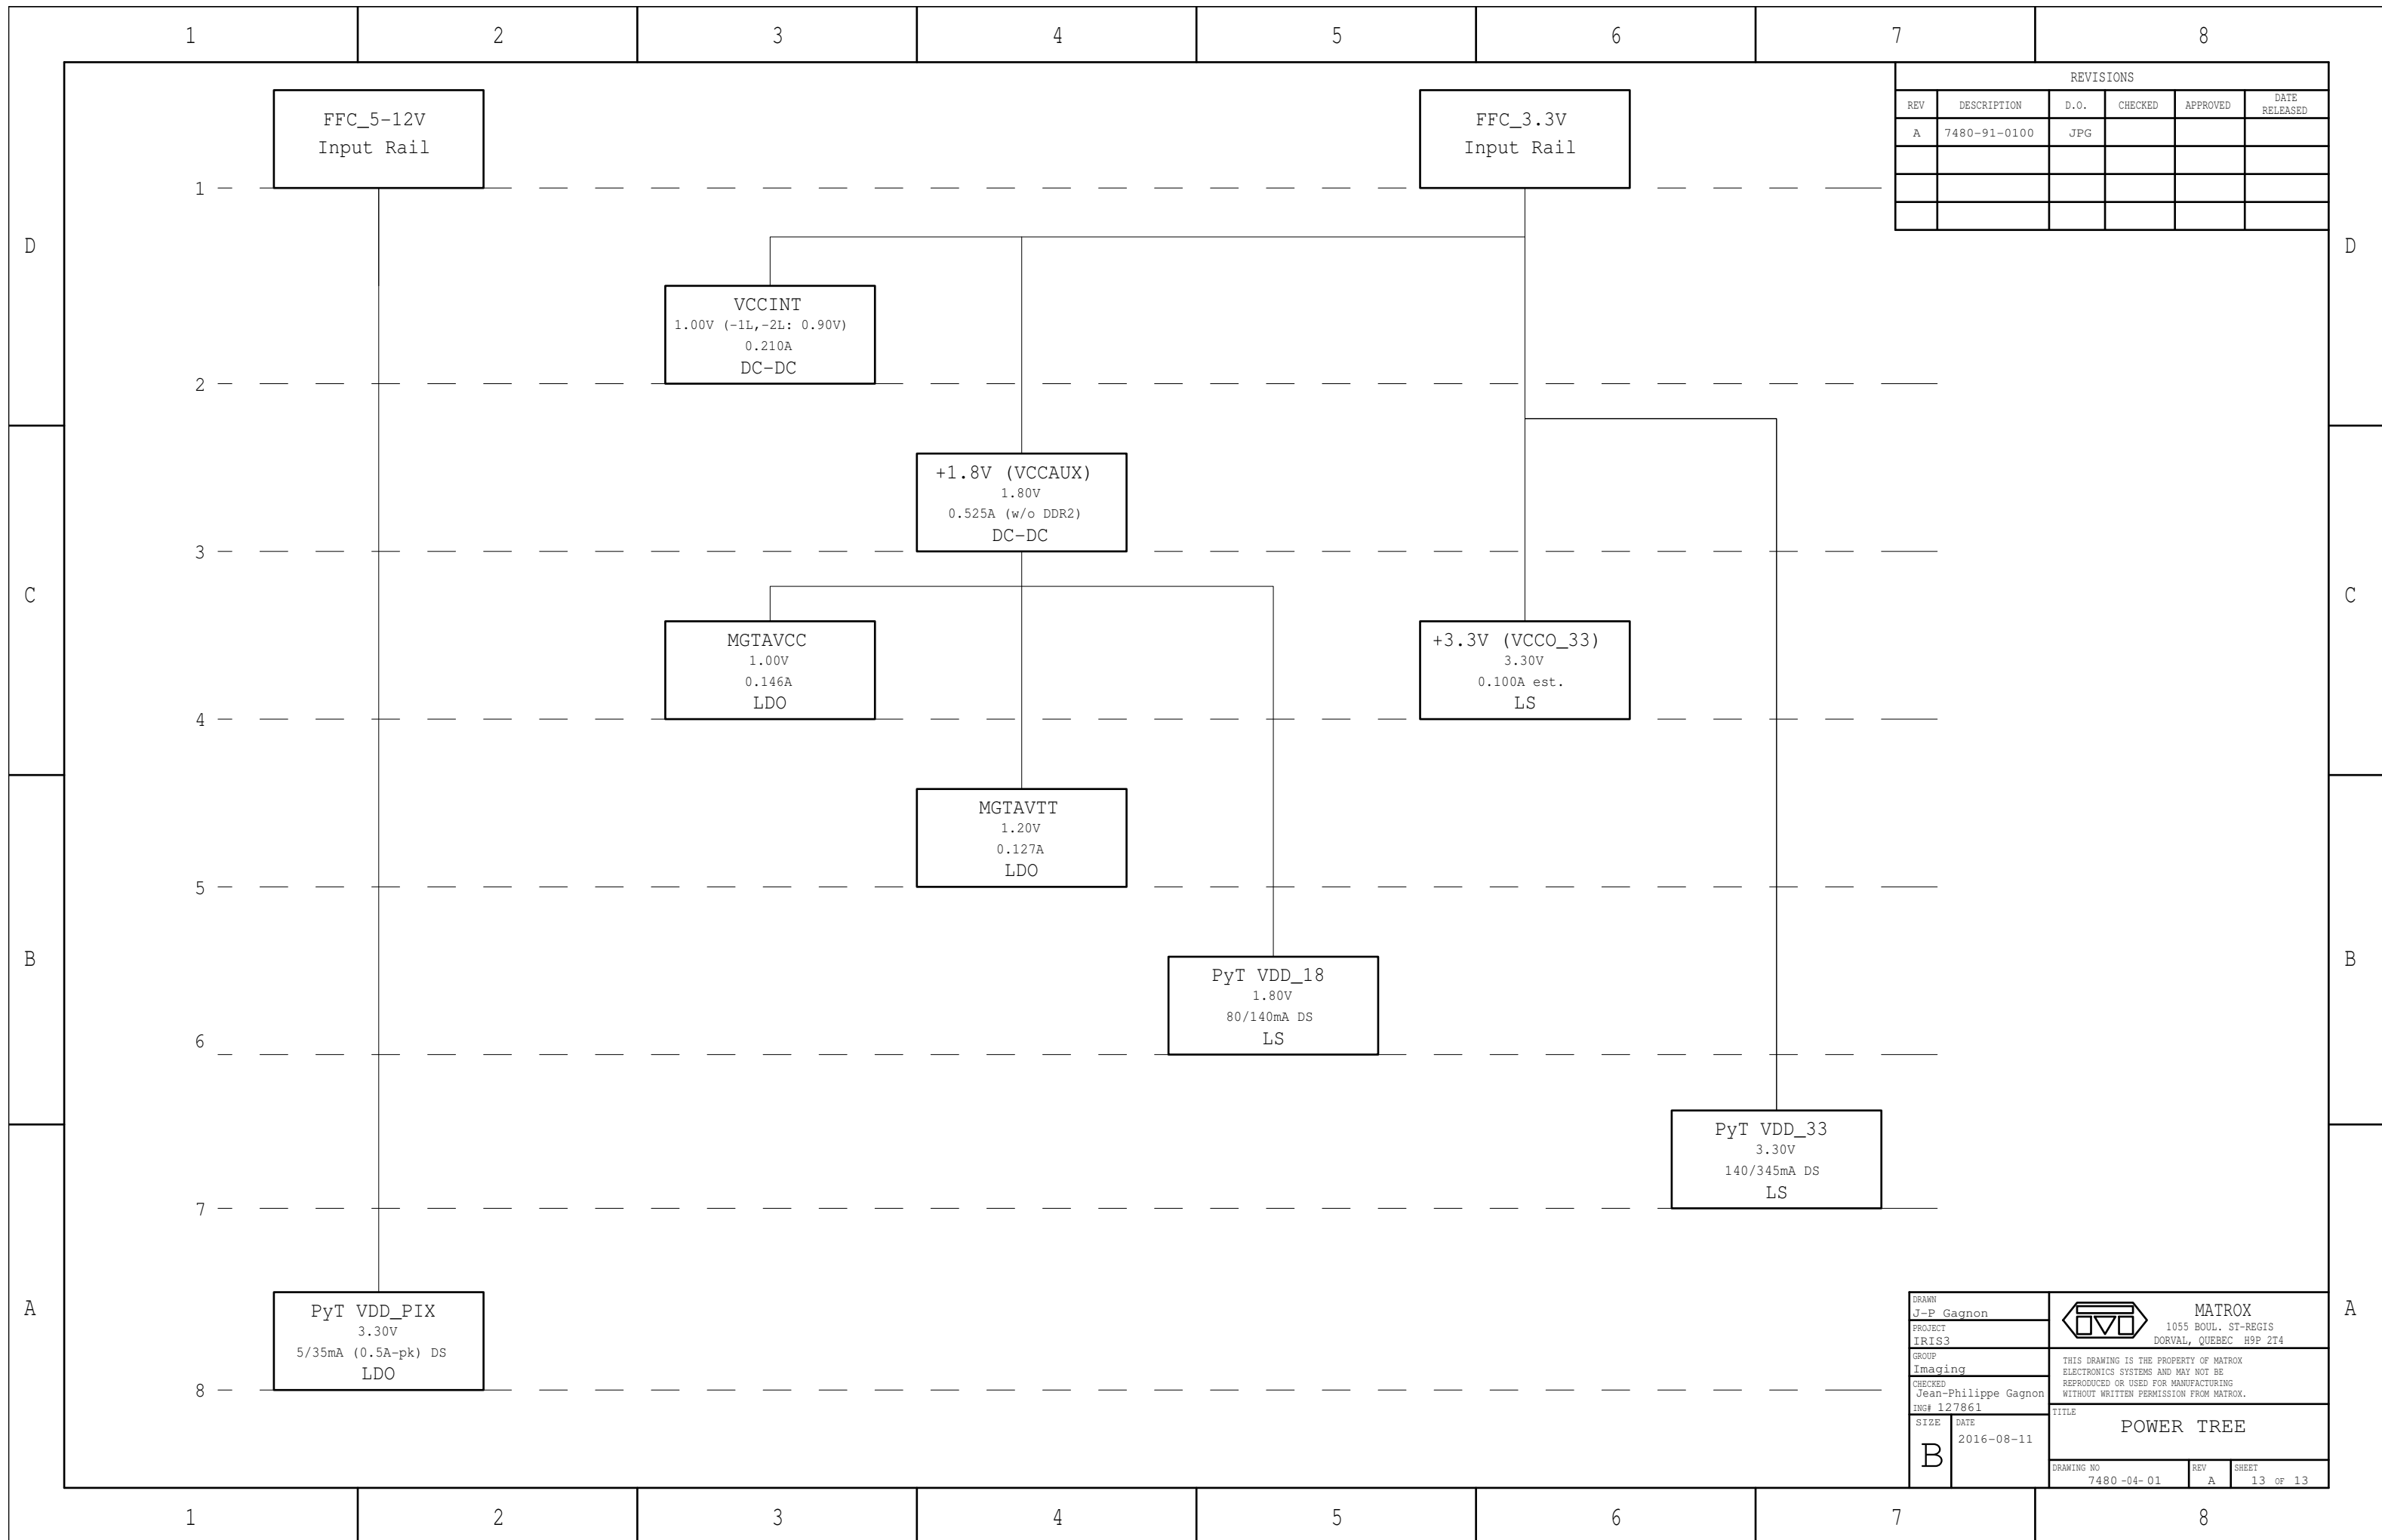 1 2 3 4 5 6 7 8
REVISIONS
REV DESCRIPTION D.O. CHECKED APPROVED DATE RELEASED
A 7480-91-0100 JPG
FFC_5-12V
Input Rail
FFC_3.3V
Input Rail
1
D D
VCCINT
1.00V (-1L,-2L: 0.90V)
0.210A
DC-DC
2
+1.8V (VCCAUX)
1.80V
0.525A (w/o DDR2)
DC-DC
3
C C
MGTAVCC
1.00V
0.146A
LDO
+3.3V (VCCO_33)
3.30V
0.100A est.
LS
4
MGTAVTT
1.20V
0.127A
LDO
5
B B
PyT VDD_18
1.80V
80/140mA DS
LS
6
PyT VDD_33
3.30V
140/345mA DS
LS
7
A A
PyT VDD_PIX
3.30V
5/35mA (0.5A-pk) DS
LDO
8
DRAWN
J-P Gagnon
PROJECT
IRIS3
GROUP
Imaging
CHECKED
Jean-Philippe Gagnon
ING# 127861
SIZE
B
DATE
2016-08-11
MATROX
1055 BOUL. ST-REGIS
DORVAL, QUEBEC H9P 2T4
THIS DRAWING IS THE PROPERTY OF MATROX
ELECTRONICS SYSTEMS AND MAY NOT BE
REPRODUCED OR USED FOR MANUFACTURING
WITHOUT WRITTEN PERMISSION FROM MATROX.
TITLE
POWER TREE
DRAWING NO
7480 -04- 01
REV
A
SHEET
13 OF 13
1 2 3 4 5 6 7 8